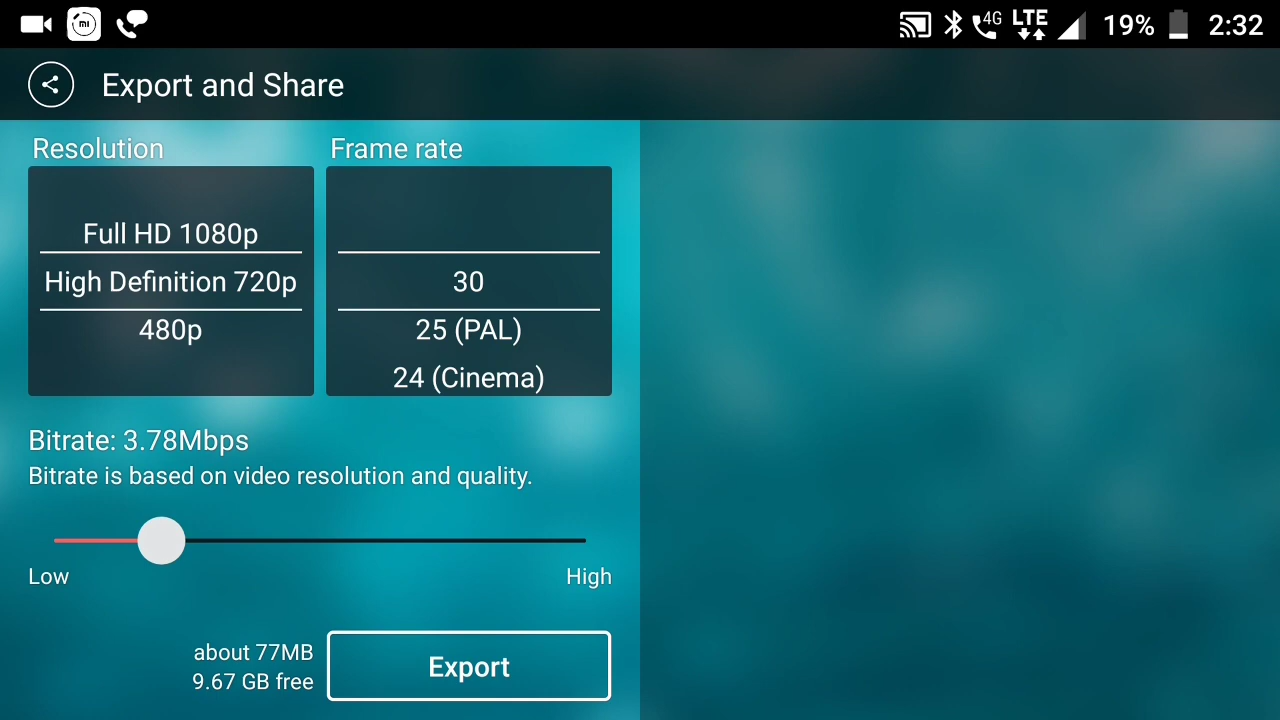 mi
4G
LTE
19%
2:32
Export and Share
Resolution
Frame rate
Full HD 1080p
High Definition 720p
480p
30
25 (PAL)
24 (Cinema)
Bitrate: 3.78Mbps
Bitrate is based on video resolution and quality.
Low
High
about 77MB
9.67 GB free
Export